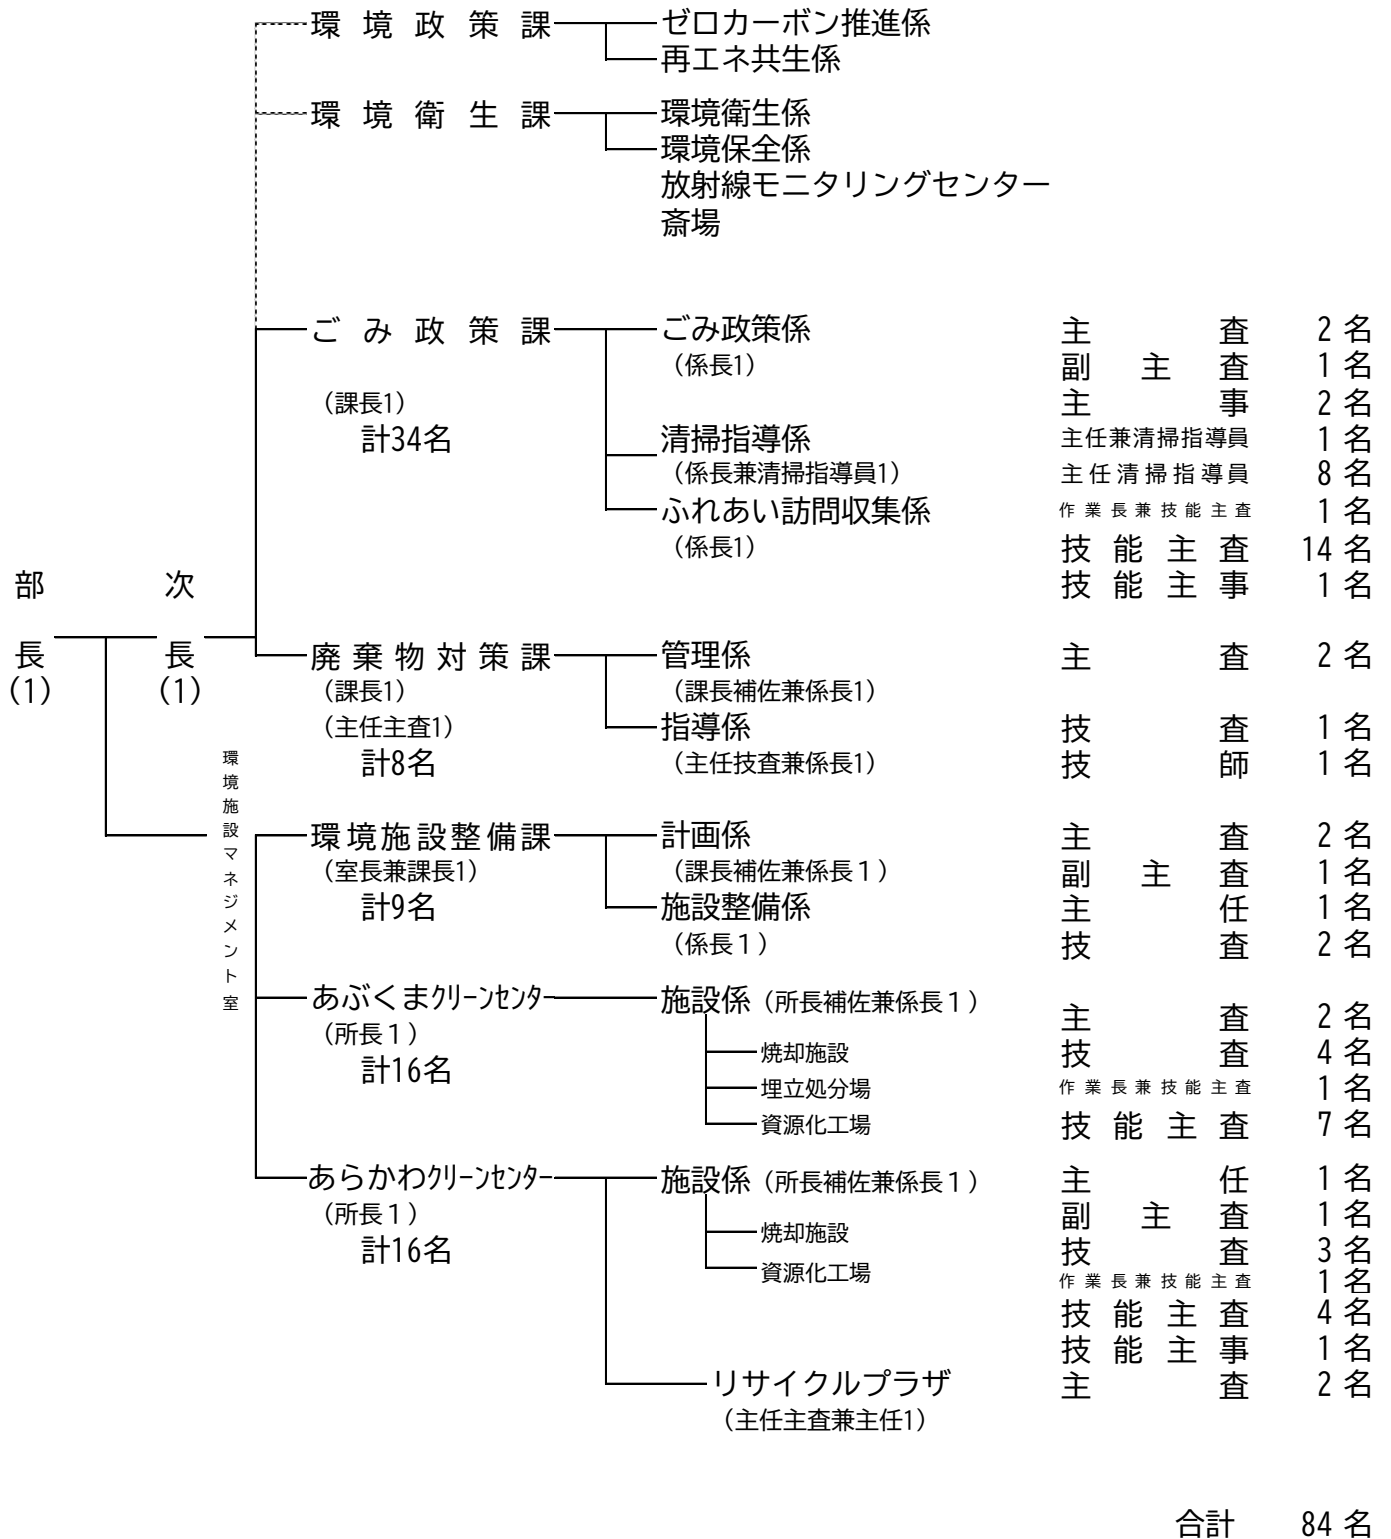 環境政策課 ゼロカーボン推進係
再エネ共生係
環境衛生課 環境衛生係
環境保全係
放射線モニタリングセンター
斎場
ごみ政策課 ごみ政策係 主査 2名
(係長1) 副主査 1名
(課長1) 主事 2名
計34名 清掃指導係 主任兼清掃指導員 1名
(係長兼清掃指導員1) 主任清掃指導員 8名
ふれあい訪問収集係 作業長兼技能主査 1名
(係長1) 技能主査 14名
技能主事 1名
部長(1)
次長(1)
廃棄物対策課 管理係 主査 2名
(課長1) (課長補佐兼係長1)
(主任主査1) 指導係 技査 1名
計8名 (主任技査兼係長1) 技師 1名
環境施設マネジメント室
環境施設整備課 計画係 主査 2名
(室長兼課長1) (課長補佐兼係長1) 副主査 1名
計9名 施設整備係 主任 1名
(係長1) 技査 2名
あぶくまクリーンセンター 施設係(所長補佐兼係長1) 主査 2名
(所長1) 焼却施設 技査 4名
計16名 埋立処分場 作業長兼技能主査 1名
資源化工場 技能主査 7名
あらかわクリーンセンター 施設係(所長補佐兼係長1) 主任 1名
(所長1) 焼却施設 副主査 1名
計16名 技査 3名
資源化工場 作業長兼技能主査 1名
技能主査 4名
技能主事 1名
リサイクルプラザ 主査 2名
(主任主査兼主任1)
合計 84名